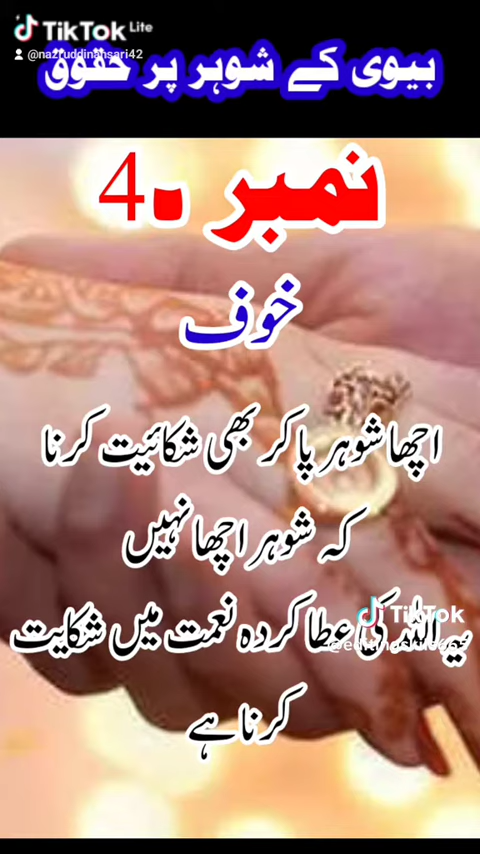 TikTok Lite
@nazruddinansari42
بیوی کے شوہر پر حقوق
نمبر 4۔
خوف
اچھا شوہر پا کر بھی شکائیت کرنا
کہ شوہر اچھا نہیں
یہ اللہ کی عطا کردہ نعمت میں شکایت
کرنا ہے
TikTok